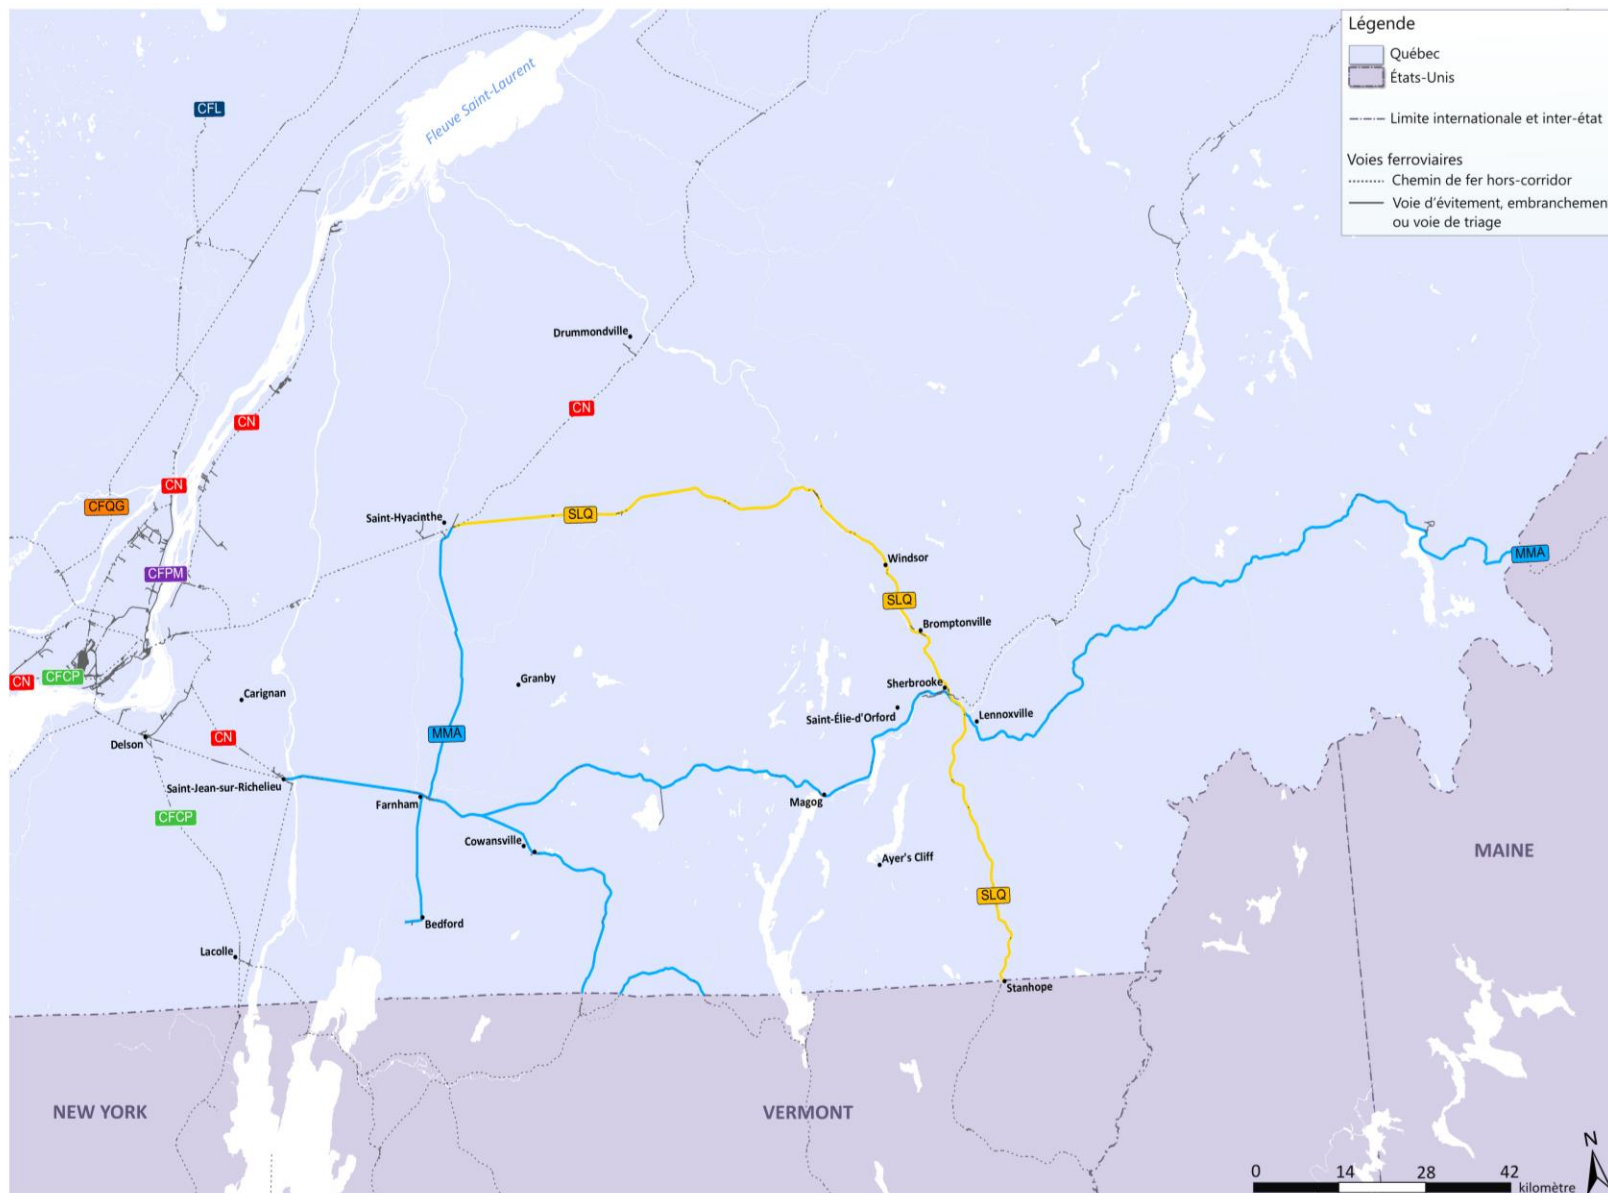 Légende
Québec
États-Unis
Limite internationale et inter-état
Voies ferroviaires
Chemin de fer hors-corridor
Voie d'évitement, embranchemen
ou voie de triage
CFL
Fleuve Saint-Laurent
Drummondville
CN
CN
CN
CFQG
Saint-Hyacinthe
SLQ
MMA
Windsor
CFPM
SLQ
Bromptonville
CFCP
CN
Granby
Sherbrooke
Carignan
Saint-Élie-d'Orford
Lennoxville
MMA
Delson
CN
Saint-Jean-sur-Richelieu
Farnham
Magog
CFCP
Cowansville
Ayer's Cliff
MAINE
SLQ
Bedford
Lacolle
Stanhope
NEW YORK
VERMONT
N
0 14 28 42
kilomètre